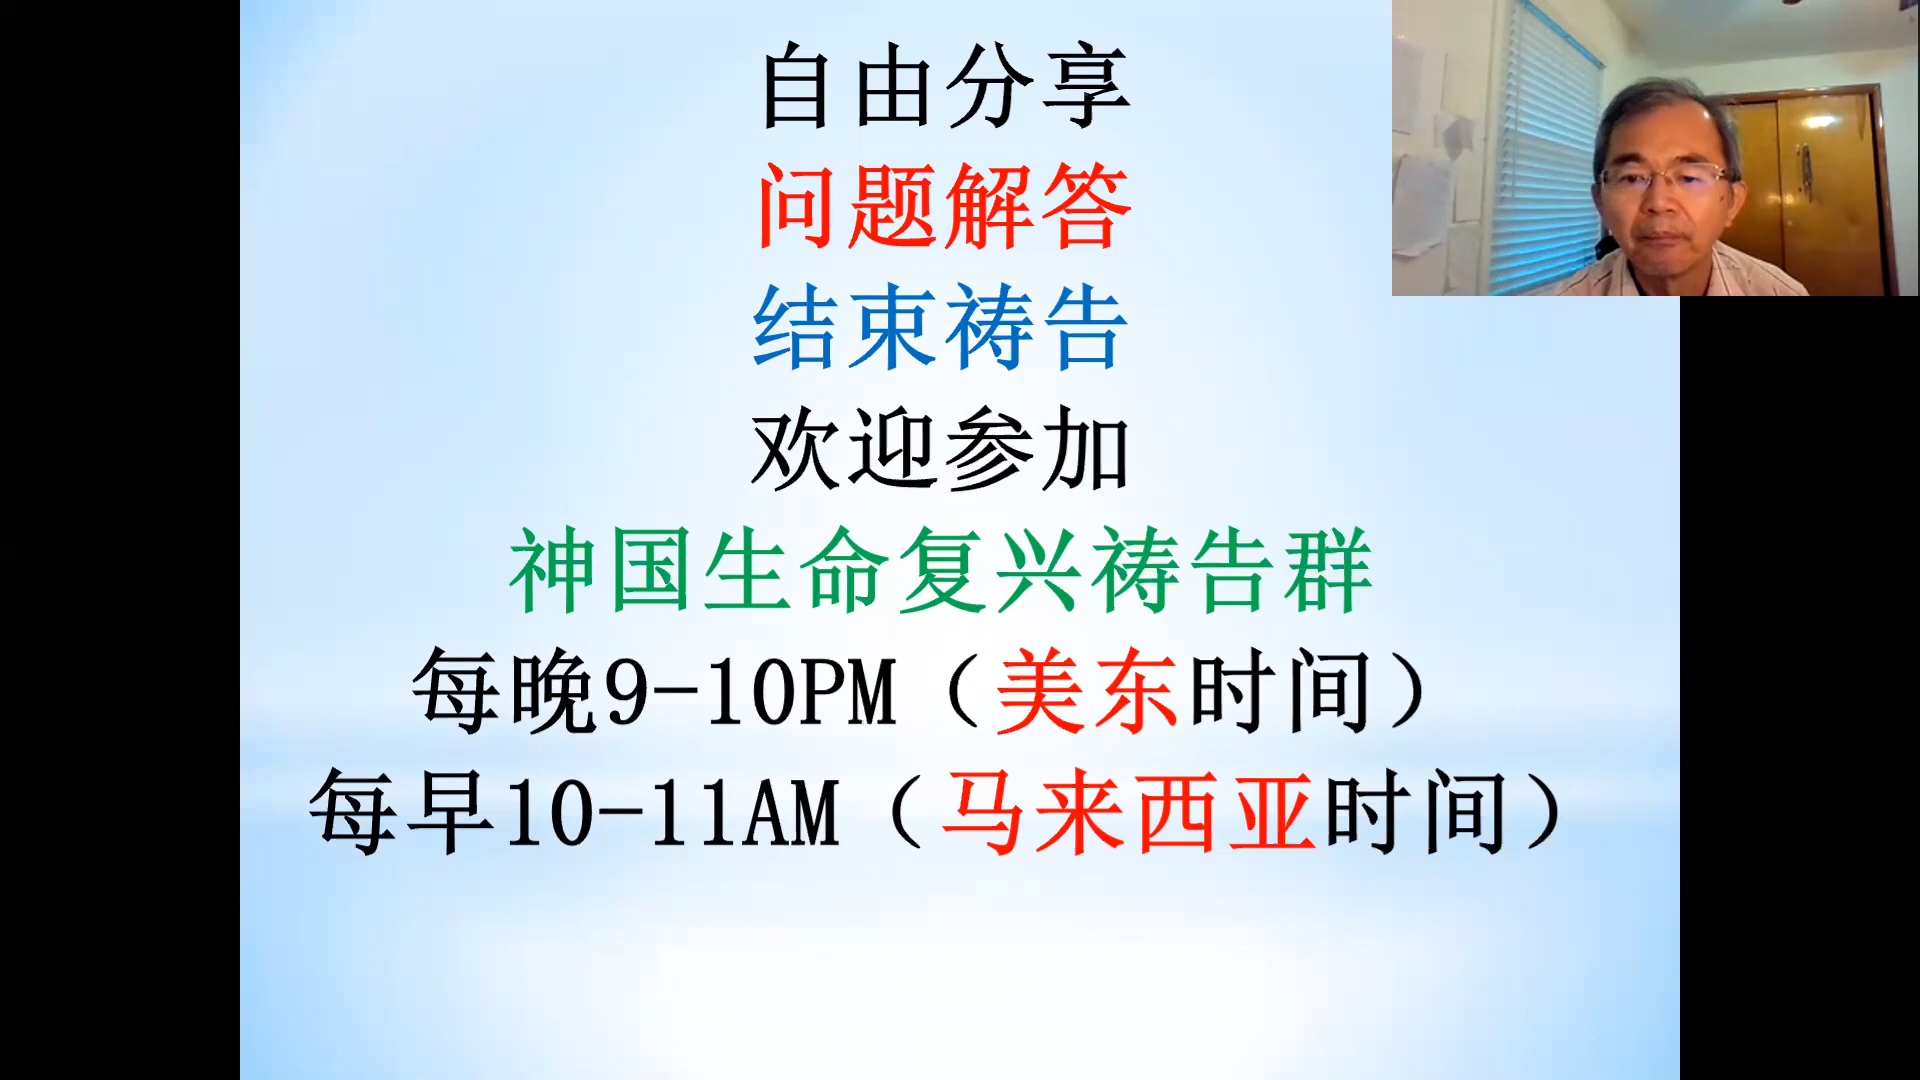 自由分享
问题解答
结束祷告
欢迎参加
神国生命复兴祷告群
每晚9-10PM（美东时间）
每早10-11AM（马来西亚时间）